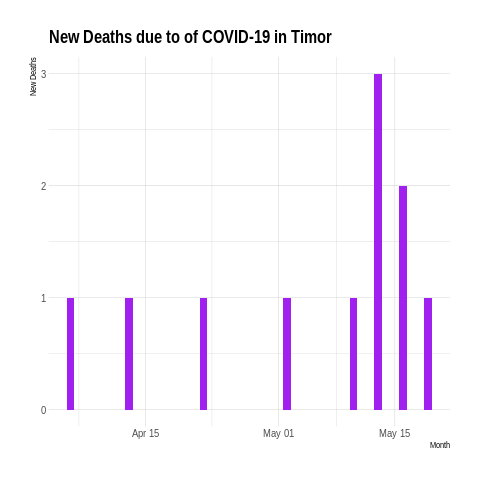 New Deaths due to of COVID-19 in Timor
New Deaths
3
2
1
0
Apr 15
May 01
May 15
Month